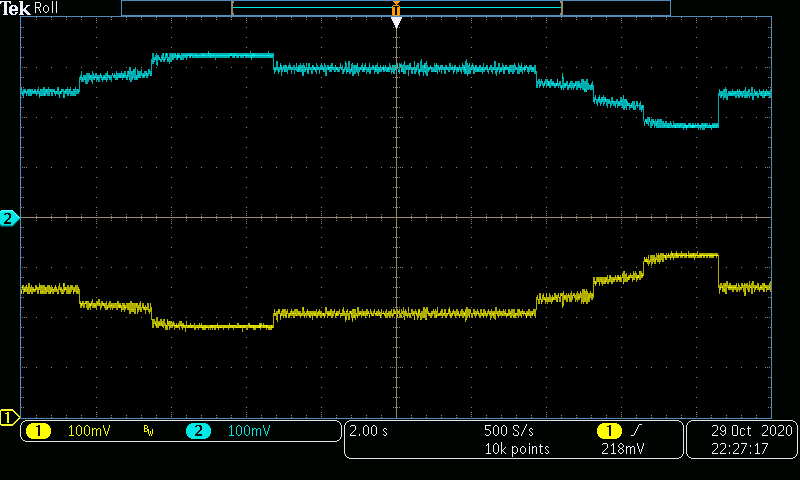 Tek Roll
T
2
1
1 100mV BW 2 100mV
2.00 s 500 S/s 10k points
1 218mV
29 Oct 2020 22:27:17